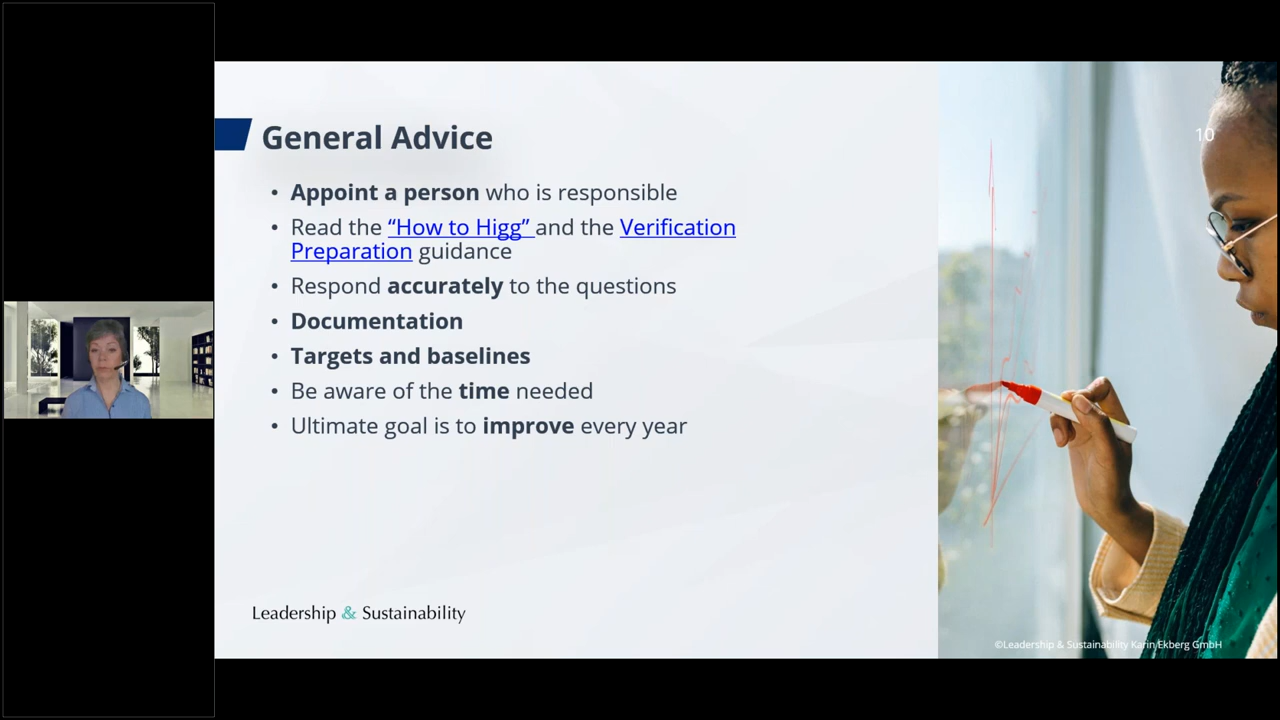 General Advice
10
• Appoint a person who is responsible
• Read the “How to Higg” and the Verification
Preparation guidance
• Respond accurately to the questions
• Documentation
• Targets and baselines
• Be aware of the time needed
• Ultimate goal is to improve every year
Leadership & Sustainability
©Leadership & Sustainability Karin Ekberg GmbH